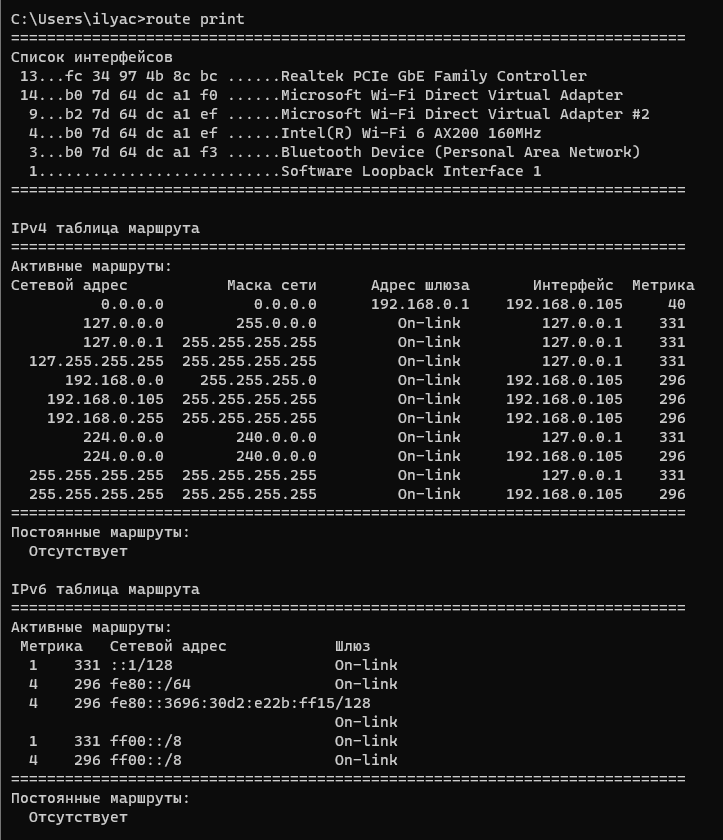 C:\Users\ilyac>route print
===========================================================================
Список интерфейсов
 13...fc 34 97 4b 8c bc ......Realtek PCIe GbE Family Controller
 14...b0 7d 64 dc a1 f0 ......Microsoft Wi-Fi Direct Virtual Adapter
  9...b2 7d 64 dc a1 ef ......Microsoft Wi-Fi Direct Virtual Adapter #2
  4...b0 7d 64 dc a1 ef ......Intel(R) Wi-Fi 6 AX200 160MHz
  3...b0 7d 64 dc a1 f3 ......Bluetooth Device (Personal Area Network)
  1...........................Software Loopback Interface 1
===========================================================================

IPv4 таблица маршрута
===========================================================================
Активные маршруты:
Сетевой адрес           Маска сети      Адрес шлюза       Интерфейс  Метрика
          0.0.0.0          0.0.0.0      192.168.0.1    192.168.0.105     40
        127.0.0.0        255.0.0.0         On-link         127.0.0.1    331
        127.0.0.1  255.255.255.255         On-link         127.0.0.1    331
  127.255.255.255  255.255.255.255         On-link         127.0.0.1    331
      192.168.0.0    255.255.255.0         On-link     192.168.0.105    296
    192.168.0.105  255.255.255.255         On-link     192.168.0.105    296
    192.168.0.255  255.255.255.255         On-link     192.168.0.105    296
        224.0.0.0        240.0.0.0         On-link         127.0.0.1    331
        224.0.0.0        240.0.0.0         On-link     192.168.0.105    296
  255.255.255.255  255.255.255.255         On-link         127.0.0.1    331
  255.255.255.255  255.255.255.255         On-link     192.168.0.105    296
===========================================================================
Постоянные маршруты:
  Отсутствует

IPv6 таблица маршрута
===========================================================================
Активные маршруты:
 Метрика   Сетевой адрес            Шлюз
  1    331 ::1/128                  On-link
  4    296 fe80::/64                On-link
  4    296 fe80::3696:30d2:e22b:ff15/128
                                    On-link
  1    331 ff00::/8                 On-link
  4    296 ff00::/8                 On-link
===========================================================================
Постоянные маршруты:
  Отсутствует